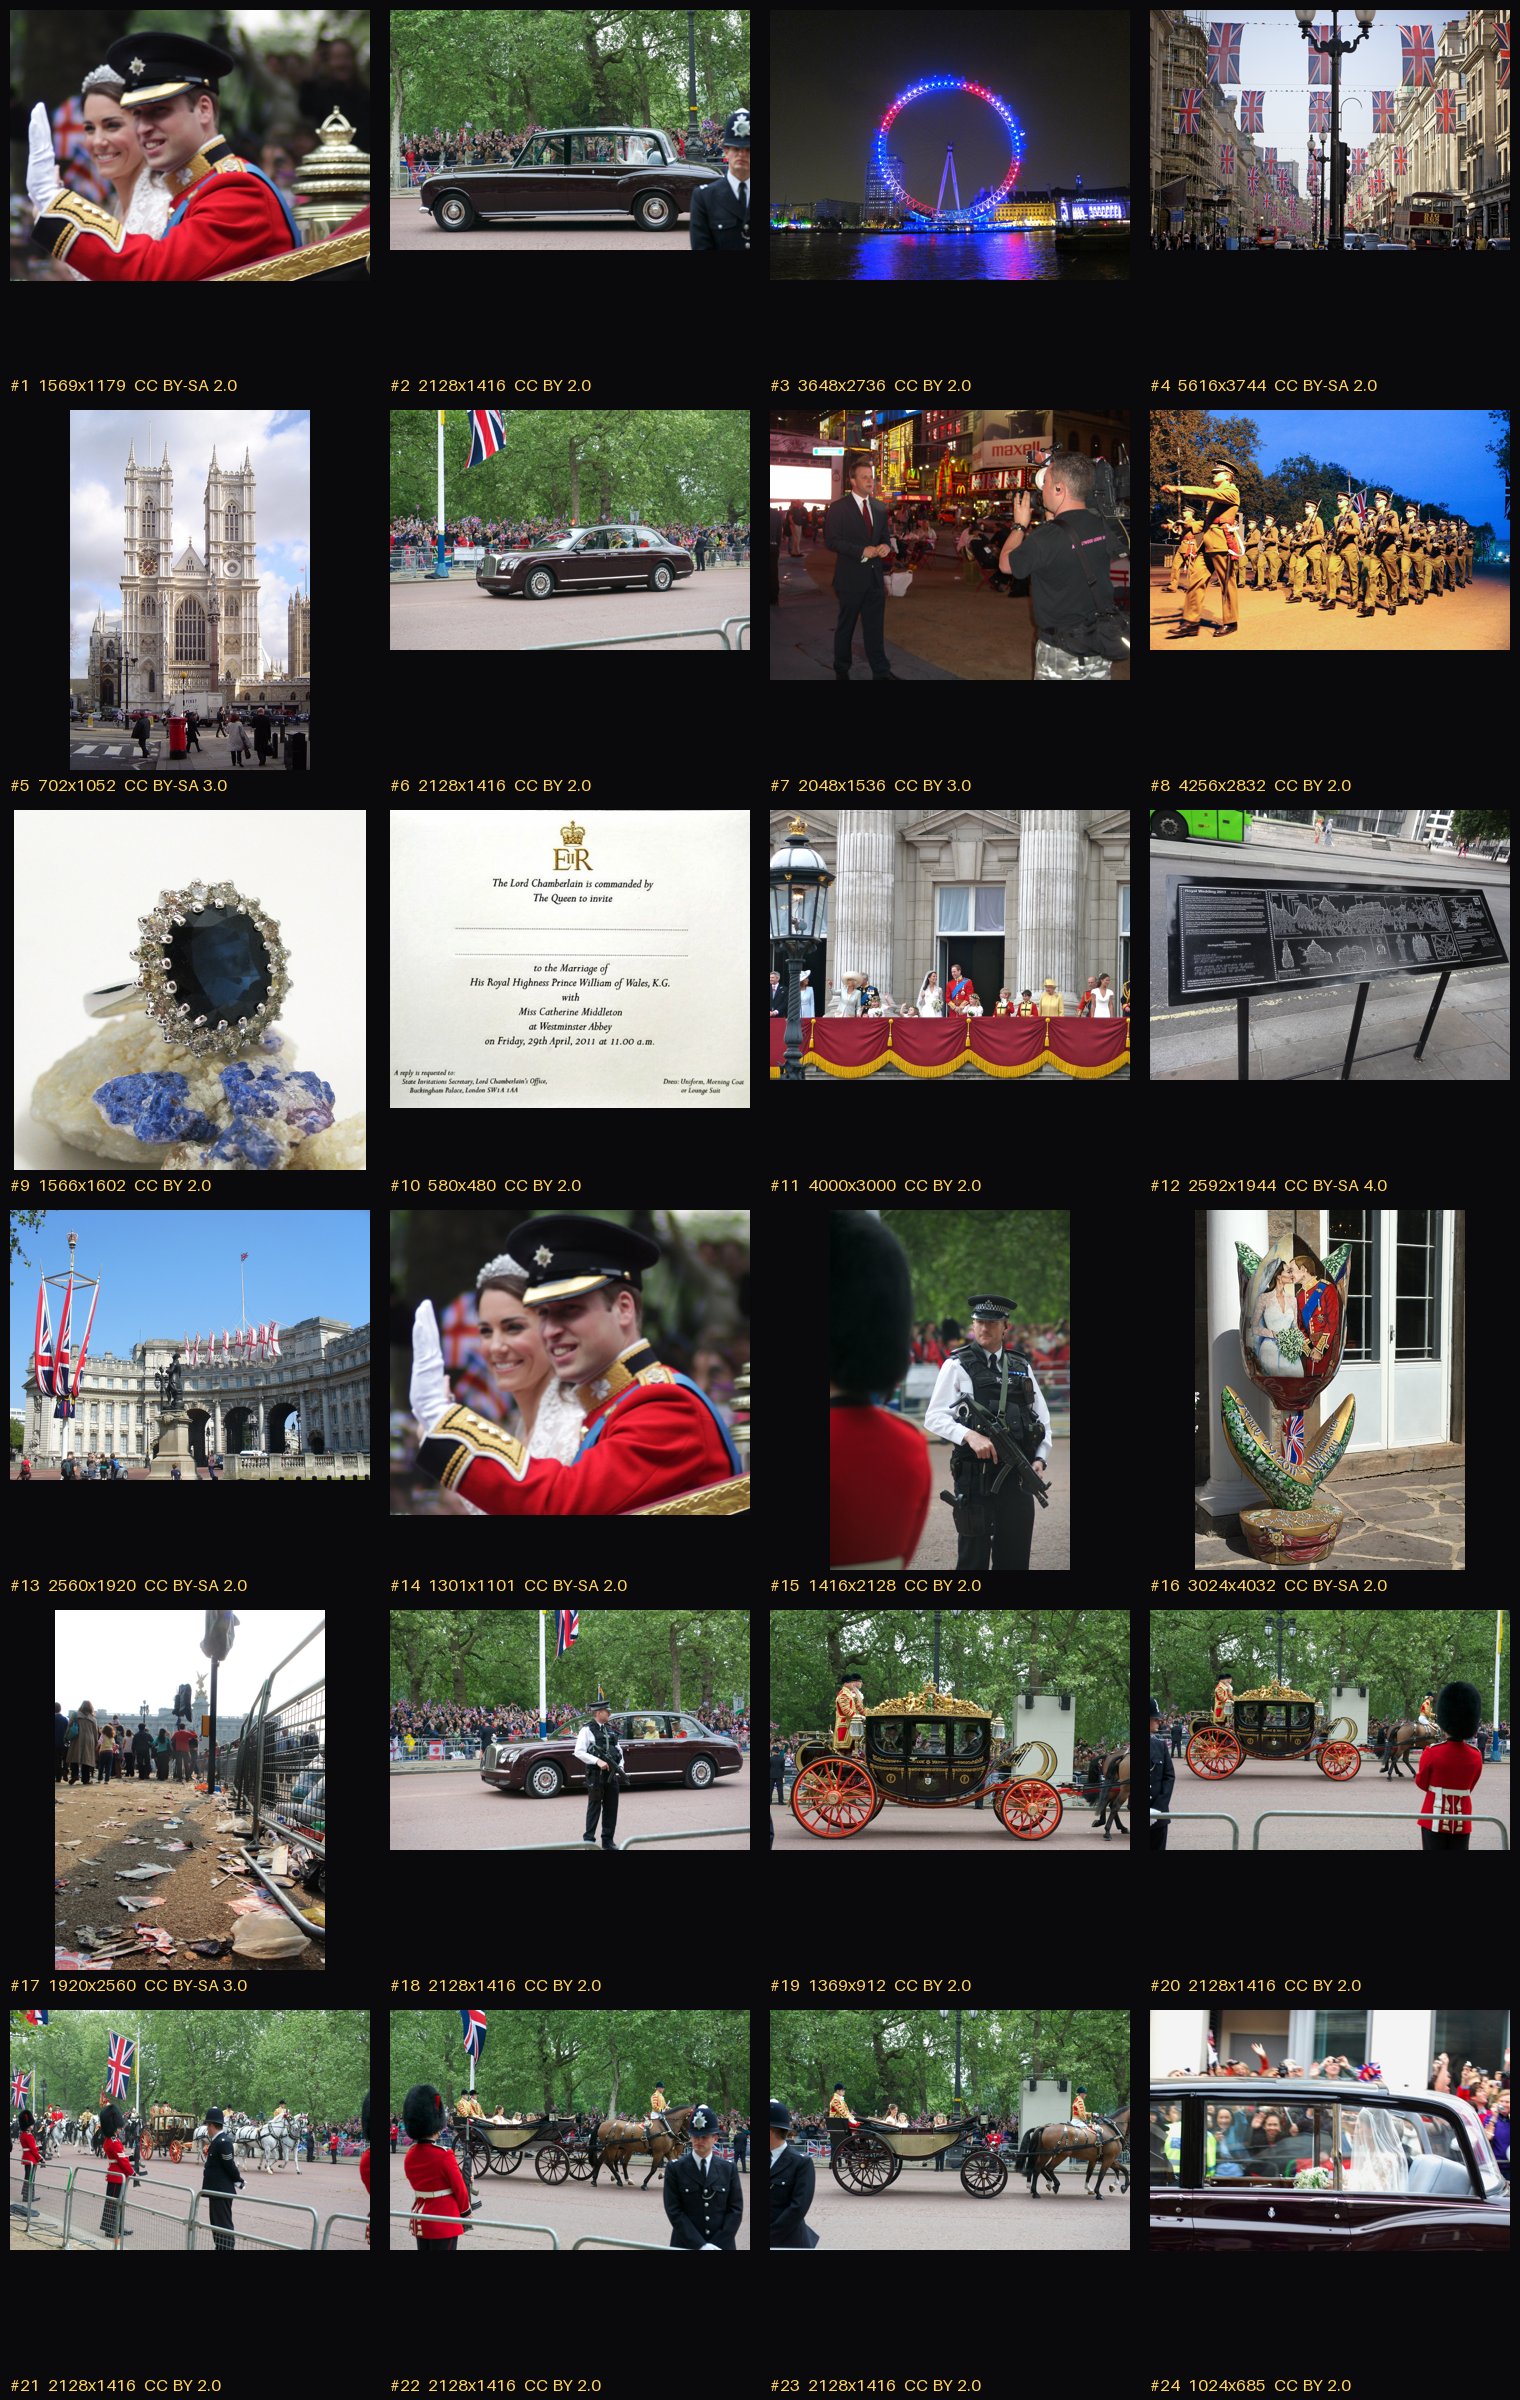 #1 1569x1179 CC BY-SA 2.0
#2 2128x1416 CC BY 2.0
#3 3648x2736 CC BY 2.0
#4 5616x3744 CC BY-SA 2.0
maxell
#5 702x1052 CC BY-SA 3.0
#6 2128x1416 CC BY 2.0
#7 2048x1536 CC BY 3.0
#8 4256x2832 CC BY 2.0
EIIR
The Lord Chamberlain is commanded by
The Queen to invite
to the Marriage of
His Royal Highness Prince William of Wales, K.G.
with
Miss Catherine Middleton
at Westminster Abbey
on Friday, 29th April, 2011 at 11.00 a.m.
A reply is requested to:
State Invitations Secretary, Lord Chamberlain's Office,
Buckingham Palace, London SW1A 1AA
Dress: Uniform, Morning Coat
or Lounge Suit
Royal Wedding 2011
#9 1566x1602 CC BY 2.0
#10 580x480 CC BY 2.0
#11 4000x3000 CC BY 2.0
#12 2592x1944 CC BY-SA 4.0
#13 2560x1920 CC BY-SA 2.0
#14 1301x1101 CC BY-SA 2.0
#15 1416x2128 CC BY 2.0
#16 3024x4032 CC BY-SA 2.0
#17 1920x2560 CC BY-SA 3.0
#18 2128x1416 CC BY 2.0
#19 1369x912 CC BY 2.0
#20 2128x1416 CC BY 2.0
#21 2128x1416 CC BY 2.0
#22 2128x1416 CC BY 2.0
#23 2128x1416 CC BY 2.0
#24 1024x685 CC BY 2.0